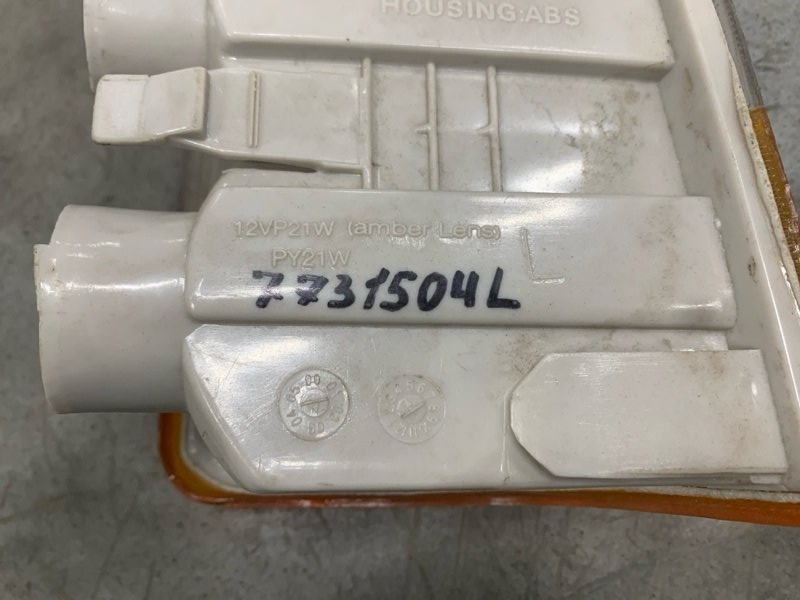 HOUSING:ABS
12VP21W (amber Lens)
PY21W
L
7731504L